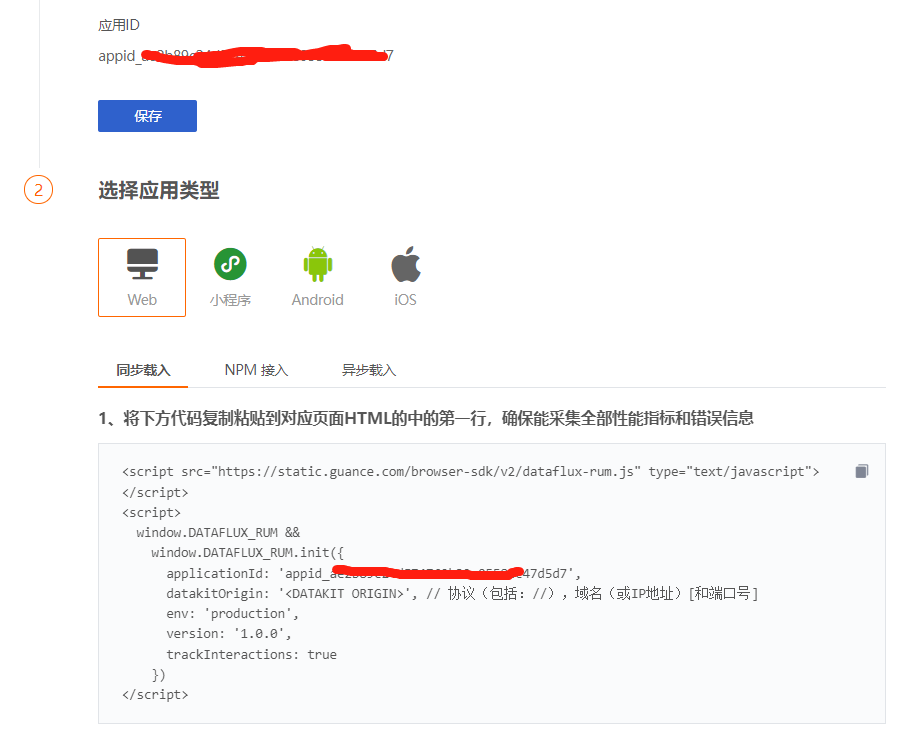 应用ID
appid_
保存
2
选择应用类型
Web 小程序 Android iOS
同步载入 NPM 接入 异步载入
1、将下方代码复制粘贴到对应页面HTML的中的第一行，确保能采集全部性能指标和错误信息
<script src="https://static.guance.com/browser-sdk/v2/dataflux-rum.js" type="text/javascript">
</script>
<script>
window.DATAFLUX_RUM &&
window.DATAFLUX_RUM.init({
applicationId: 'appid_
datakitOrigin: '<DATAKIT ORIGIN>', // 协议（包括：//），域名（或IP地址）[和端口号]
env: 'production',
version: '1.0.0',
trackInteractions: true
})
</script>